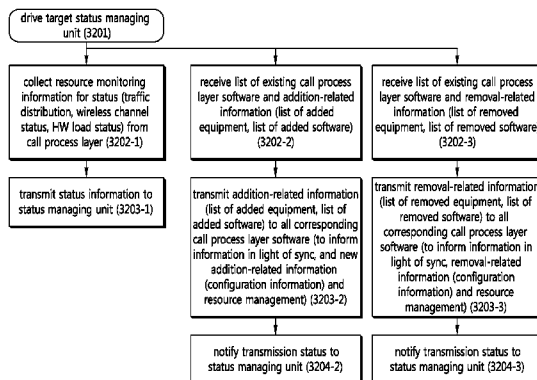 drive target status managing
unit (3201)
collect resource monitoring
information for status (traffic
distribution, wireless channel
status, HW load status) from
call process layer (3202-1)
receive list of existing call process
layer software and addition-related
information (list of added
equipment, list of added software)
(3202-2)
receive list of existing call process
layer software and removal-related
information (list of removed
equipment, list of removed software)
(3202-3)
transmit status information to
status managing unit (3203-1)
transmit addition-related information
(list of added equipment, list of
added software) to all corresponding
call process layer software (to inform
information in light of sync, and new
addition-related information
(configuration information) and
resource management) (3203-2)
transmit removal-related information
(list of removed equipment, list of
removed software) to all
corresponding call process layer
software (to inform information in
light of sync, removal-related
information (configuration
information) and resource
management) (3203-3)
notify transmission status to
status managing unit (3204-2)
notify transmission status to
status managing unit (3204-3)